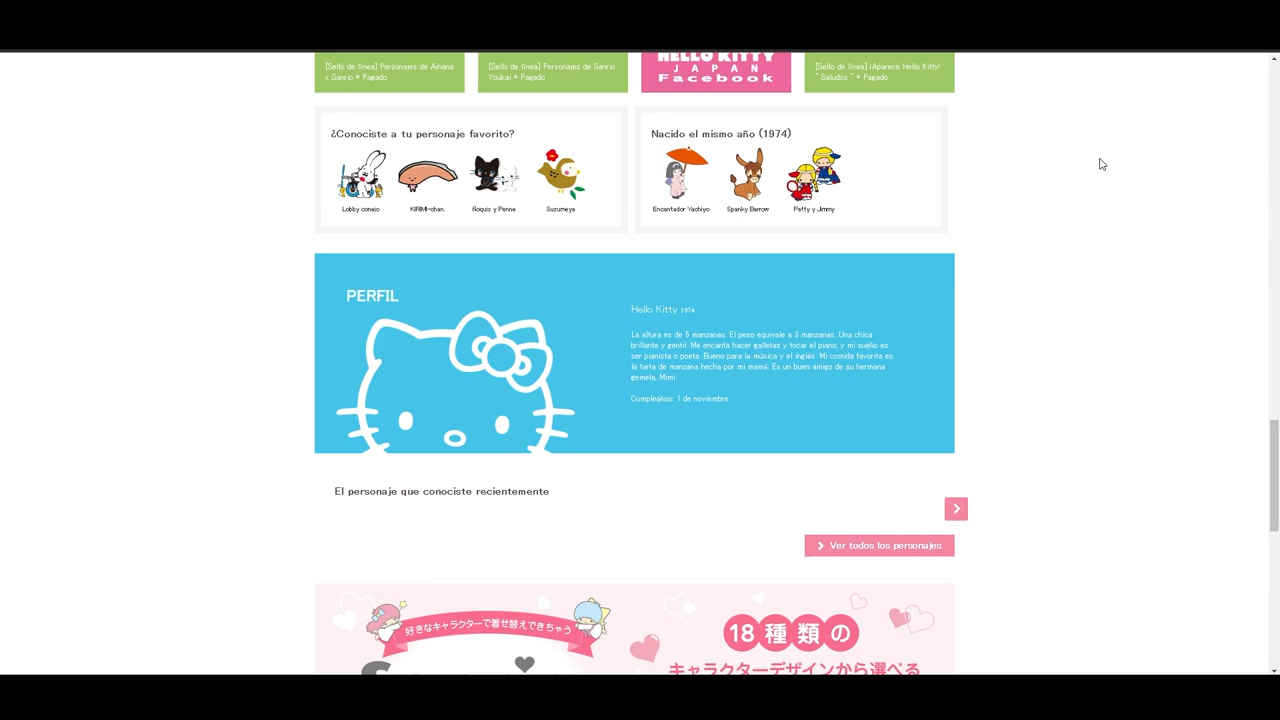 [Sello de línea] Personajes de Ainana
x Sanrio * Pagado
[Sello de línea] Personajes de Sanrio
Youkai * Pagado
HELLO KITTY
JAPAN
Facebook
[Sello de línea] ¡Aparece Hello Kitty!
~ Saludos ~ * Pagado
¿Conociste a tu personaje favorito?
Lobby conejo
KIRIMI-chan.
Ñoquis y Penne
Suzumeya
Nacido el mismo año (1974)
Encantador Yachiyo
Spanky Barrow
Patty y Jimmy
PERFIL
Hello Kitty 1974
La altura es de 5 manzanas. El peso equivale a 3 manzanas. Una chica
brillante y gentil. Me encanta hacer galletas y tocar el piano, y mi sueño es
ser pianista o poeta. Bueno para la música y el inglés. Mi comida favorita es
la tarta de manzana hecha por mi mamá. Es un buen amigo de su hermana
gemela, Mimi.
Cumpleaños: 1 de noviembre
El personaje que conociste recientemente
Ver todos los personajes
好きなキャラクターで着せ替えできちゃう
18種類の
キャラクターデザインから選べる